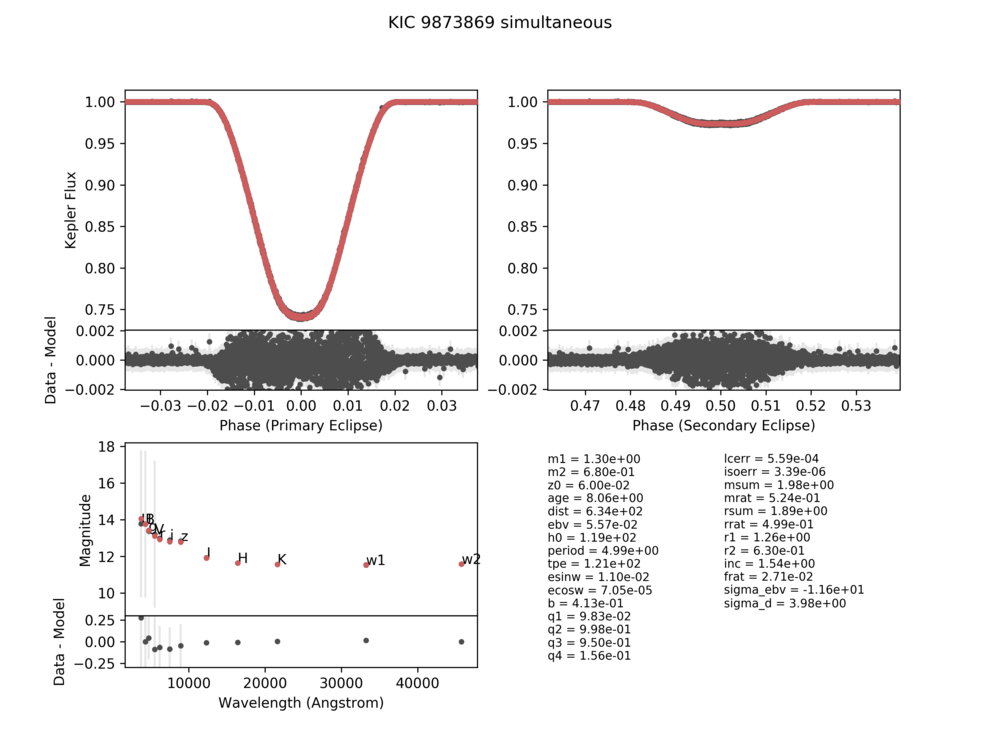 KIC 9873869 simultaneous
1.00
0.95
0.90
0.85
0.80
0.75
Kepler Flux
0.002
0.000
−0.002
Data - Model
−0.03 −0.02 −0.01 0.00 0.01 0.02 0.03
Phase (Primary Eclipse)
1.00
0.95
0.90
0.85
0.80
0.75
0.002
0.000
−0.002
0.47 0.48 0.49 0.50 0.51 0.52 0.53
Phase (Secondary Eclipse)
18
16
14
12
10
Magnitude
B
V
i
z
J
H
K
w1
w2
0.25
0.00
−0.25
Data - Model
10000 20000 30000 40000
Wavelength (Angstrom)
m1 = 1.30e+00
m2 = 6.80e-01
z0 = 6.00e-02
age = 8.06e+00
dist = 6.34e+02
ebv = 5.57e-02
h0 = 1.19e+02
period = 4.99e+00
tpe = 1.21e+02
esinw = 1.10e-02
ecosw = 7.05e-05
b = 4.13e-01
q1 = 9.83e-02
q2 = 9.98e-01
q3 = 9.50e-01
q4 = 1.56e-01
lcerr = 5.59e-04
isoerr = 3.39e-06
msum = 1.98e+00
mrat = 5.24e-01
rsum = 1.89e+00
rrat = 4.99e-01
r1 = 1.26e+00
r2 = 6.30e-01
inc = 1.54e+00
frat = 2.71e-02
sigma_ebv = -1.16e+01
sigma_d = 3.98e+00